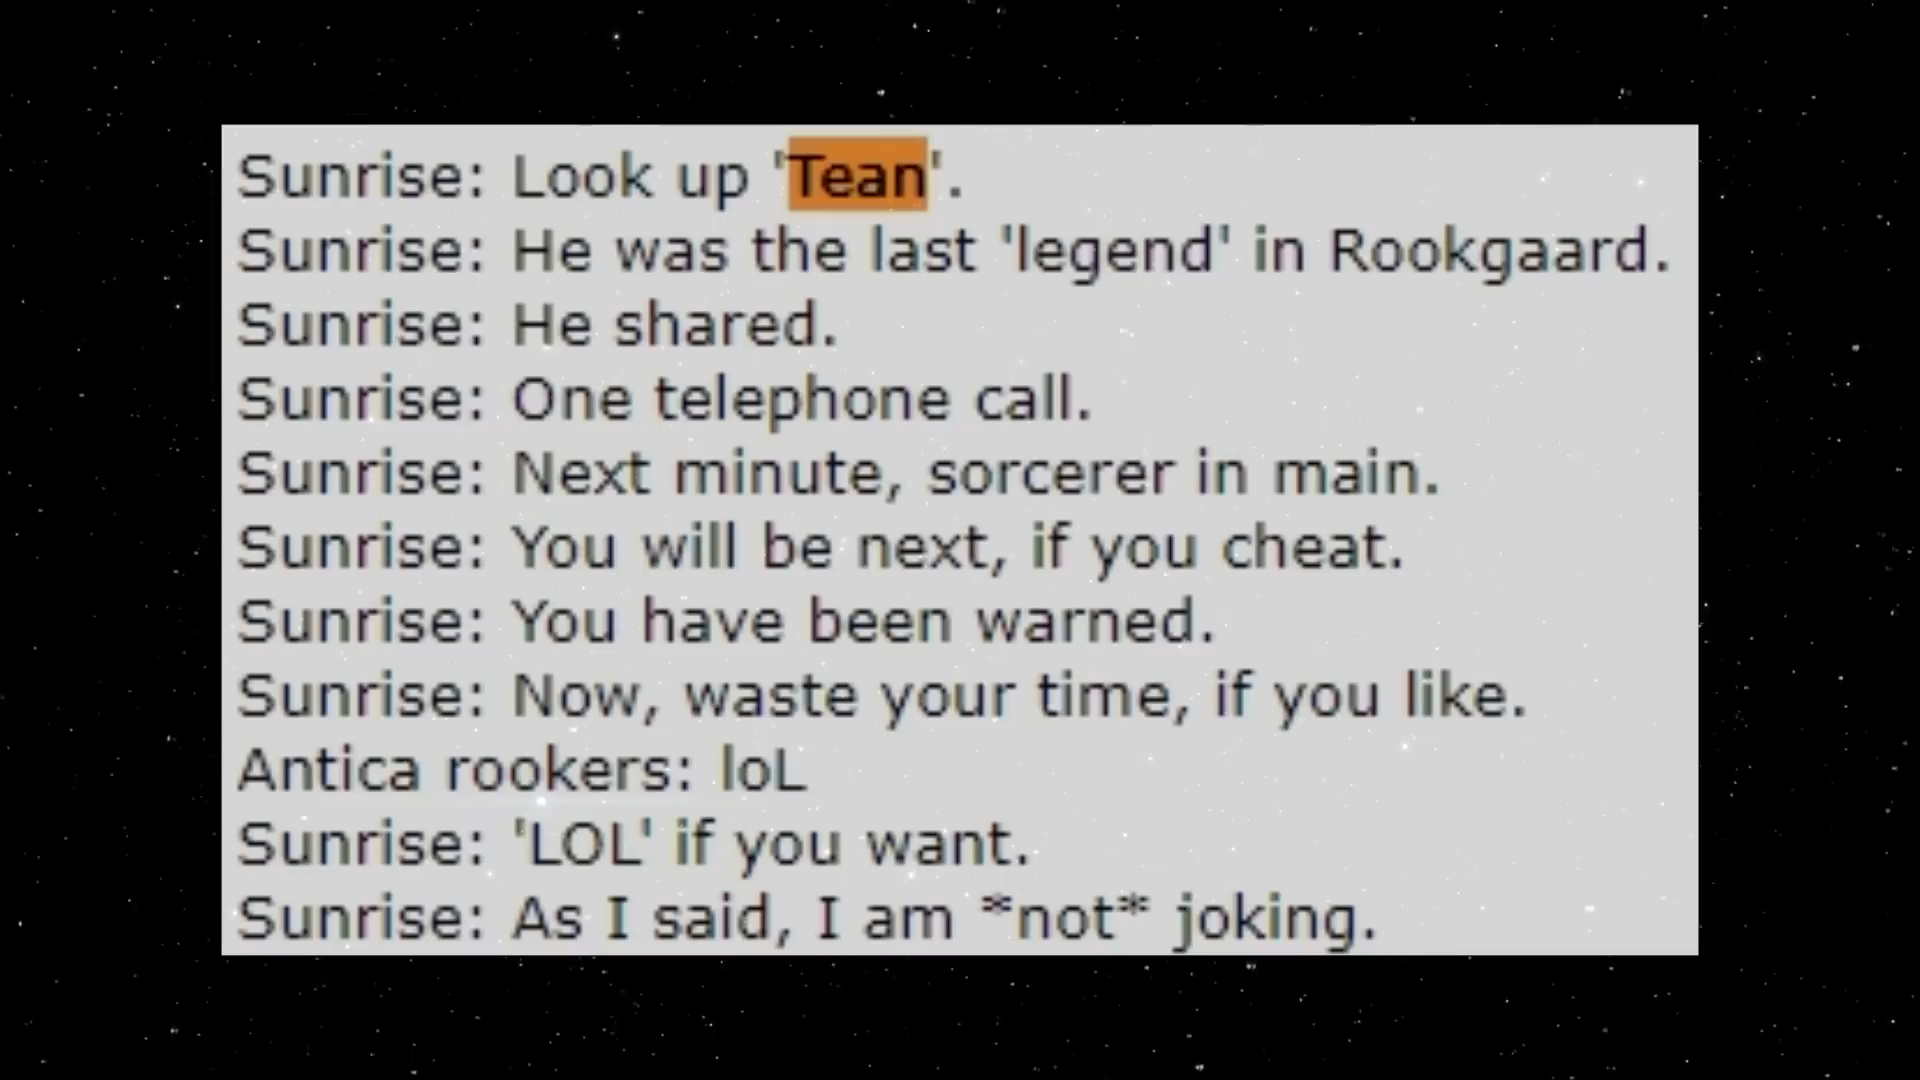 Sunrise: Look up 'Tean'.
Sunrise: He was the last 'legend' in Rookgaard.
Sunrise: He shared.
Sunrise: One telephone call.
Sunrise: Next minute, sorcerer in main.
Sunrise: You will be next, if you cheat.
Sunrise: You have been warned.
Sunrise: Now, waste your time, if you like.
Antica rookers: loL
Sunrise: 'LOL' if you want.
Sunrise: As I said, I am *not* joking.